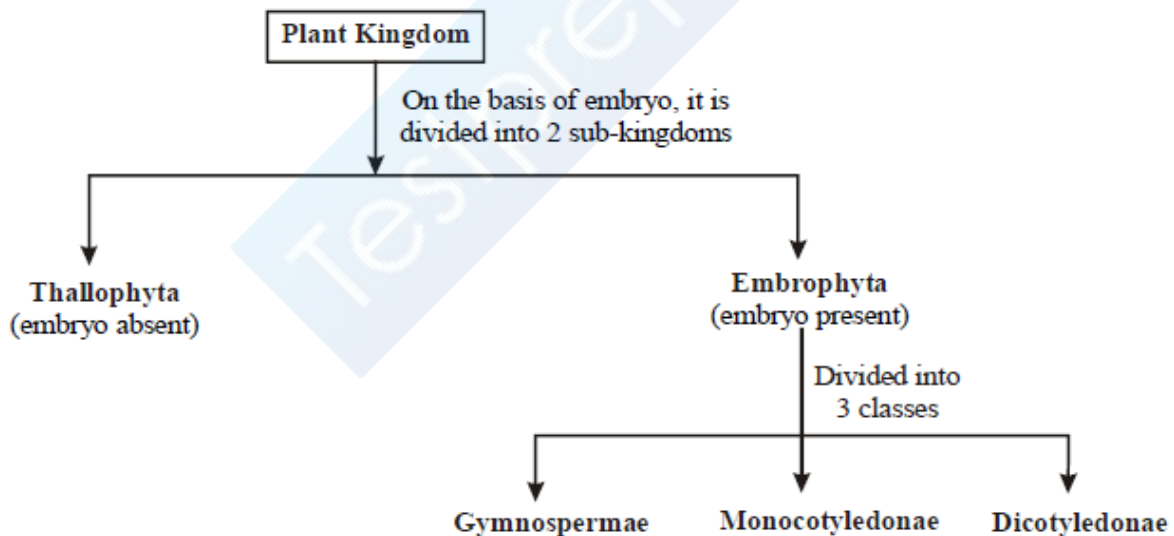 Plant Kingdom
On the basis of embryo, it is
divided into 2 sub-kingdoms
Thallophyta
(embryo absent)
Embrophyta
(embryo present)
Divided into
3 classes
Gymnospermae
Monocotyledonae
Dicotyledonae